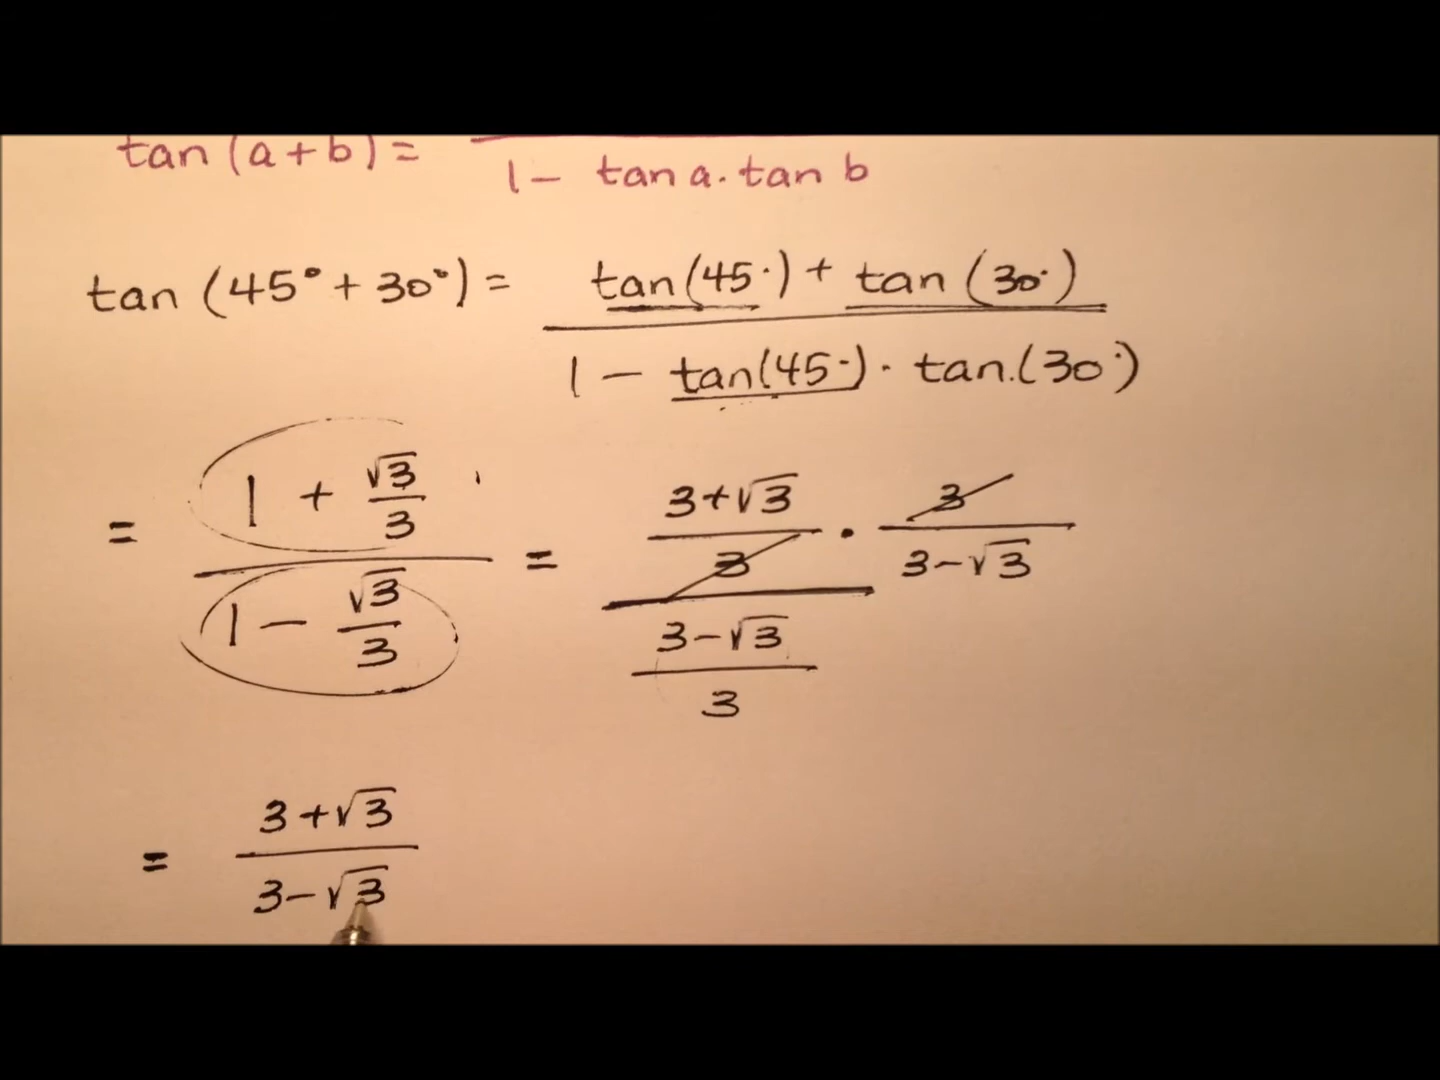 tan (a+b) =
1 - tan a . tan b
tan (45° + 30°) = tan(45°) + tan (30°)
1 - tan(45°) · tan.(30°)
= 1 + √3/3 = 3+√3/3 · 3/3-√3
1 - √3/3 3-√3/3
= 3+√3
3-√3